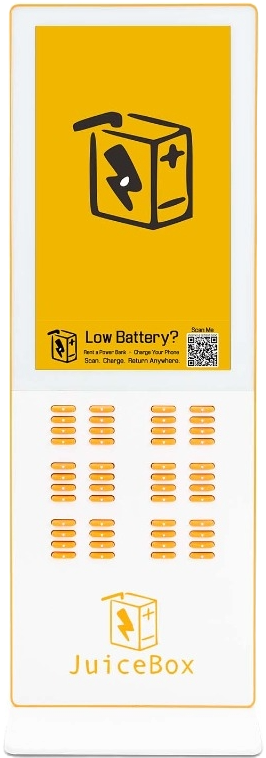 Low Battery?
Scan Me
Rent a Power Bank - Charge Your Phone
Scan. Charge. Return Anywhere.
JuiceBox